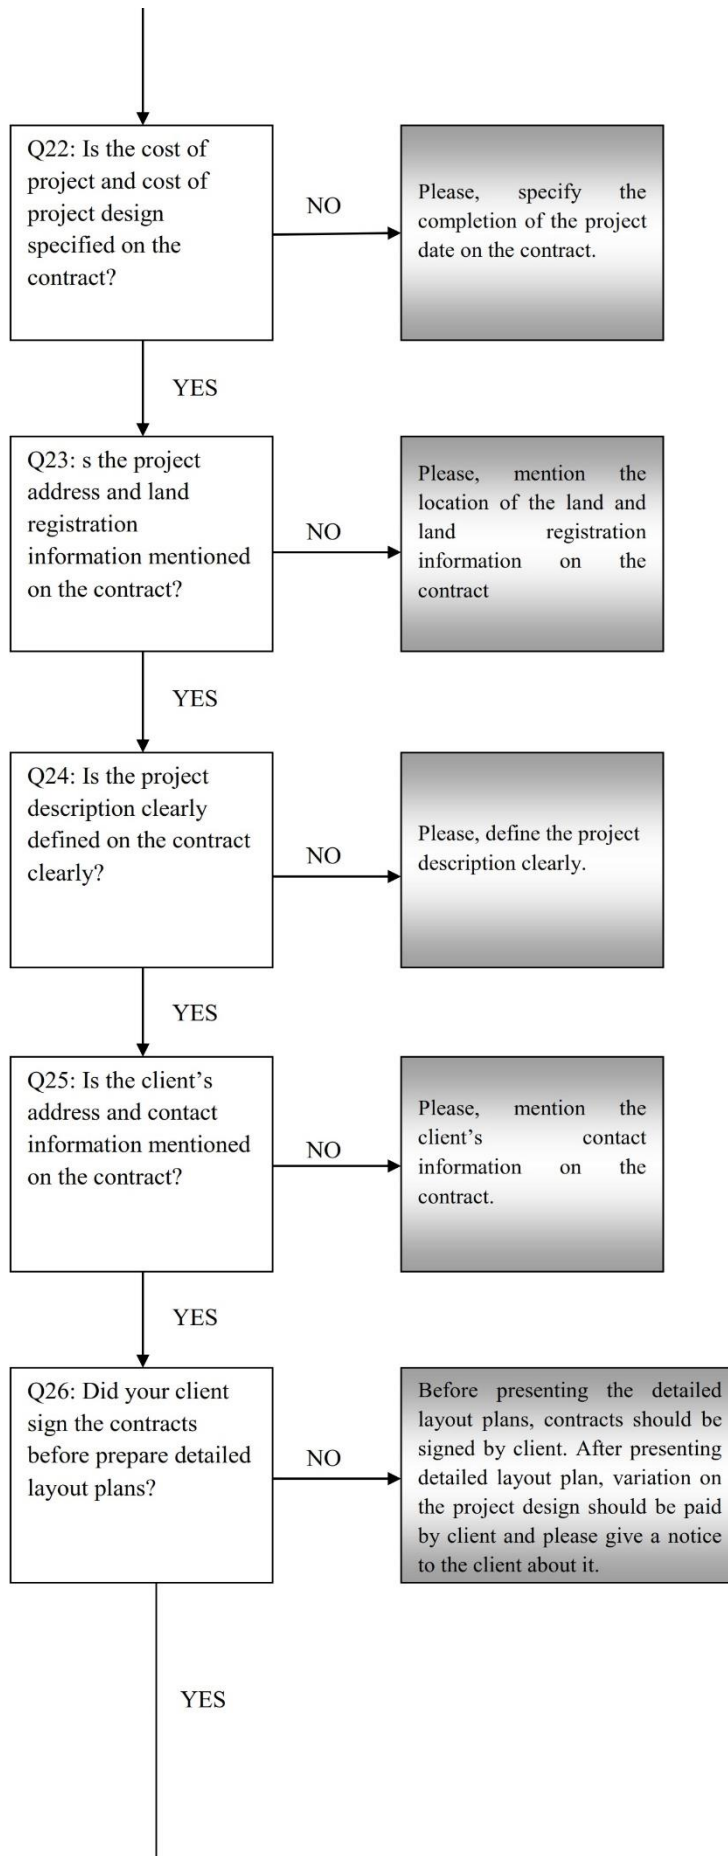 Q22: Is the cost of
project and cost of
project design
specified on the
contract?
NO
Please, specify the
completion of the project
date on the contract.
YES
Q23: s the project
address and land
registration
information mentioned
on the contract?
NO
Please, mention the
location of the land and
land registration
information on the
contract
YES
Q24: Is the project
description clearly
defined on the contract
clearly?
NO
Please, define the project
description clearly.
YES
Q25: Is the client’s
address and contact
information mentioned
on the contract?
NO
Please, mention the
client’s contact
information on the
contract.
YES
Q26: Did your client
sign the contracts
before prepare detailed
layout plans?
NO
Before presenting the detailed
layout plans, contracts should be
signed by client. After presenting
detailed layout plan, variation on
the project design should be paid
by client and please give a notice
to the client about it.
YES